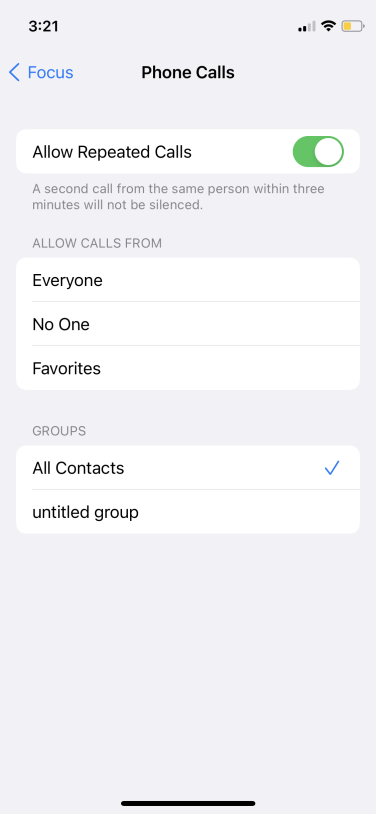 3:21
Focus
Phone Calls
Allow Repeated Calls
A second call from the same person within three
minutes will not be silenced.
ALLOW CALLS FROM
Everyone
No One
Favorites
GROUPS
All Contacts
untitled group